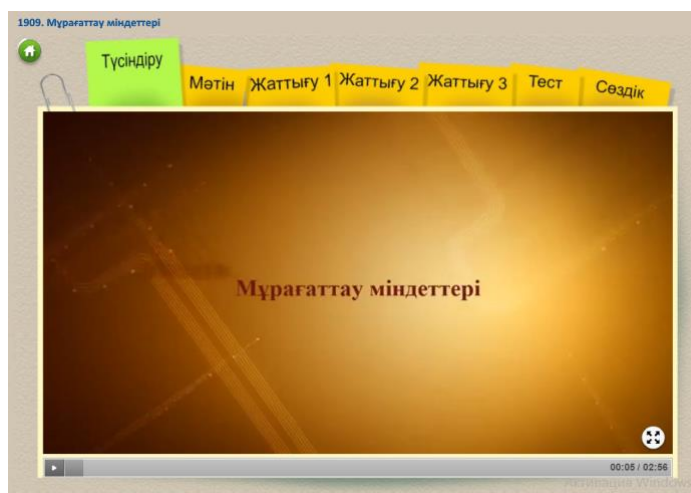 1909. Мұрағаттау міндеттері
Түсіндіру
Мәтін
Жаттығу 1
Жаттығу 2
Жаттығу 3
Тест
Сөздік
Мұрағаттау міндеттері
00:05 / 02:56
Активация Windows